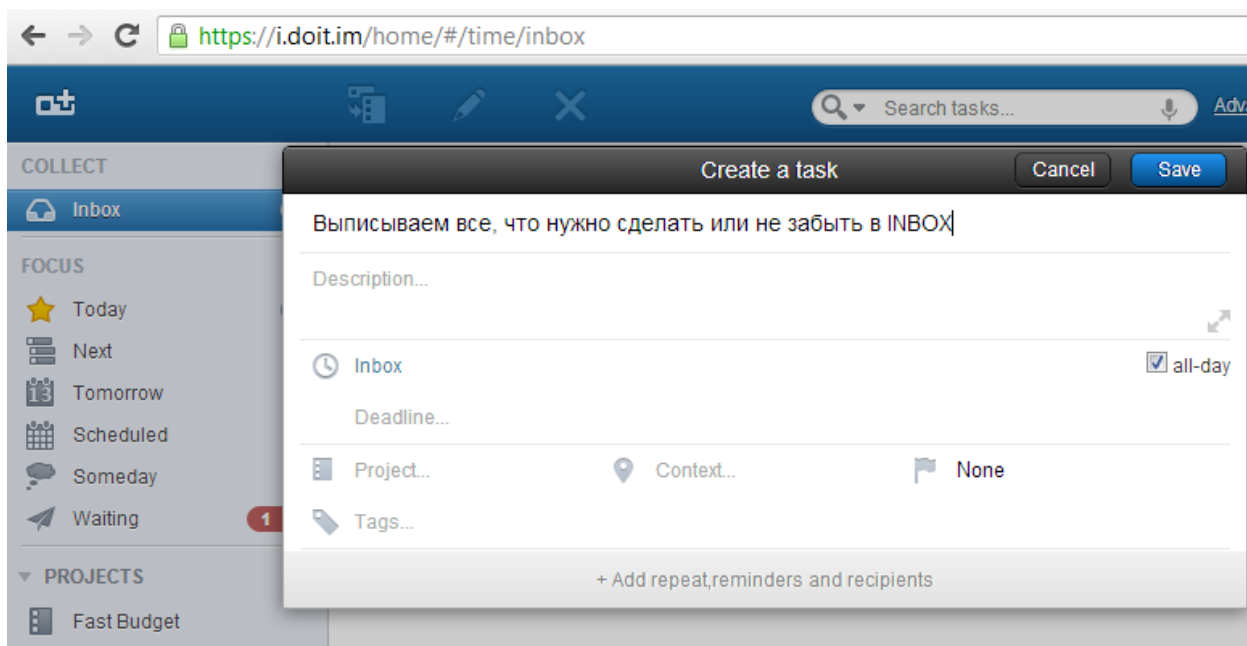 https://i.doit.im/home/#/time/inbox
Search tasks...
Adva
COLLECT
Create a task
Cancel
Save
Inbox
Выписываем все, что нужно сделать или не забыть в INBOX
FOCUS
Description...
Today
Next
Inbox
all-day
13
Tomorrow
Deadline...
Scheduled
Someday
Project...
Context...
None
Waiting
1
Tags...
PROJECTS
+ Add repeat,reminders and recipients
Fast Budget